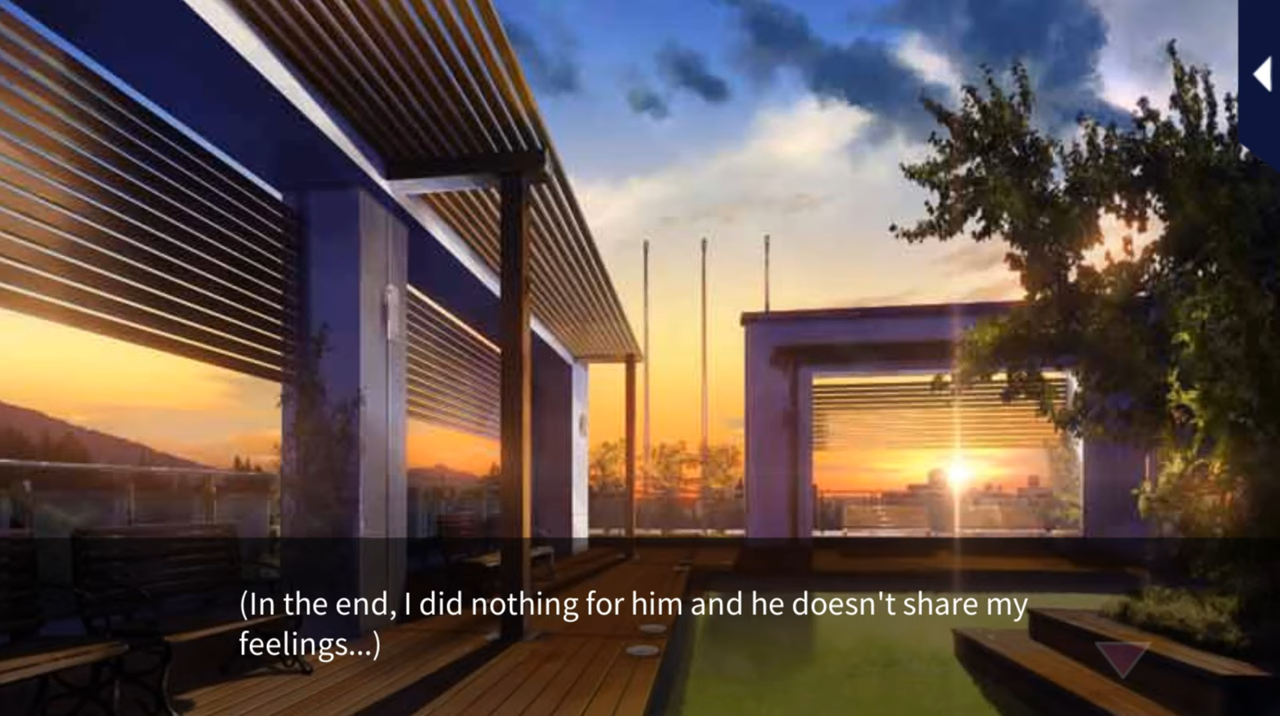 (In the end, I did nothing for him and he doesn't share my
feelings...)